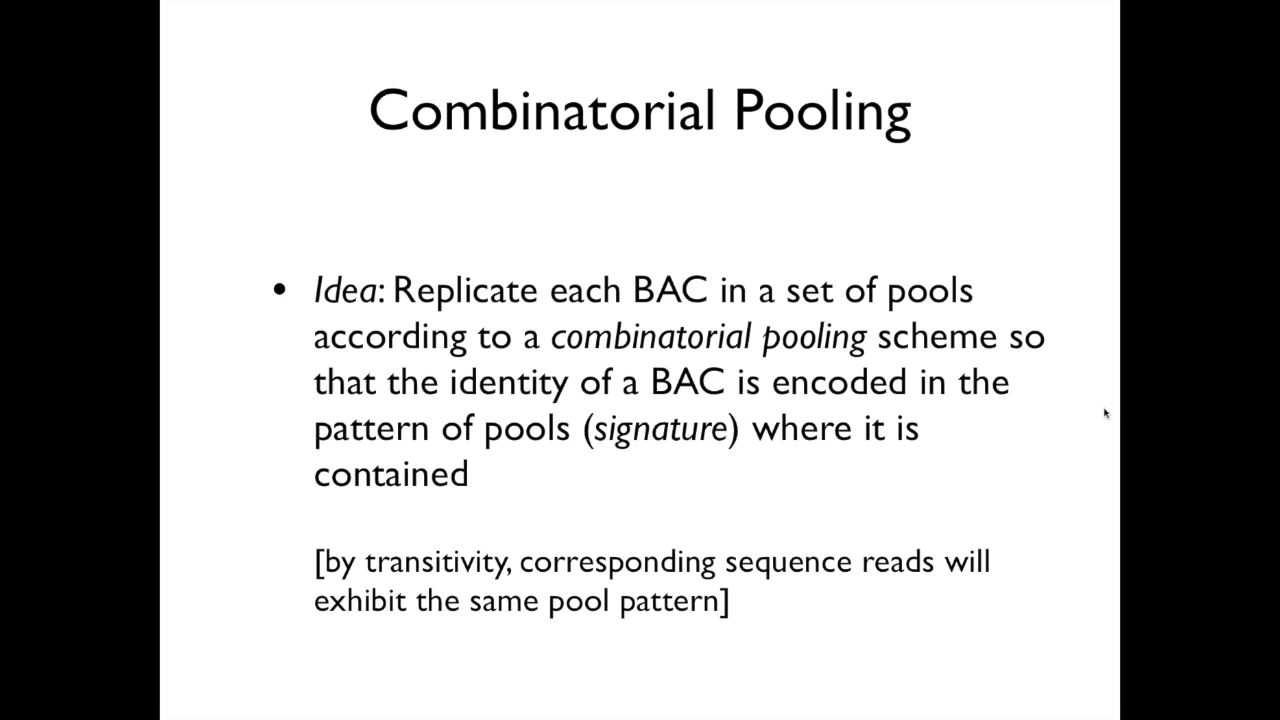 Combinatorial Pooling
• Idea: Replicate each BAC in a set of pools
according to a combinatorial pooling scheme so
that the identity of a BAC is encoded in the
pattern of pools (signature) where it is
contained
[by transitivity, corresponding sequence reads will
exhibit the same pool pattern]